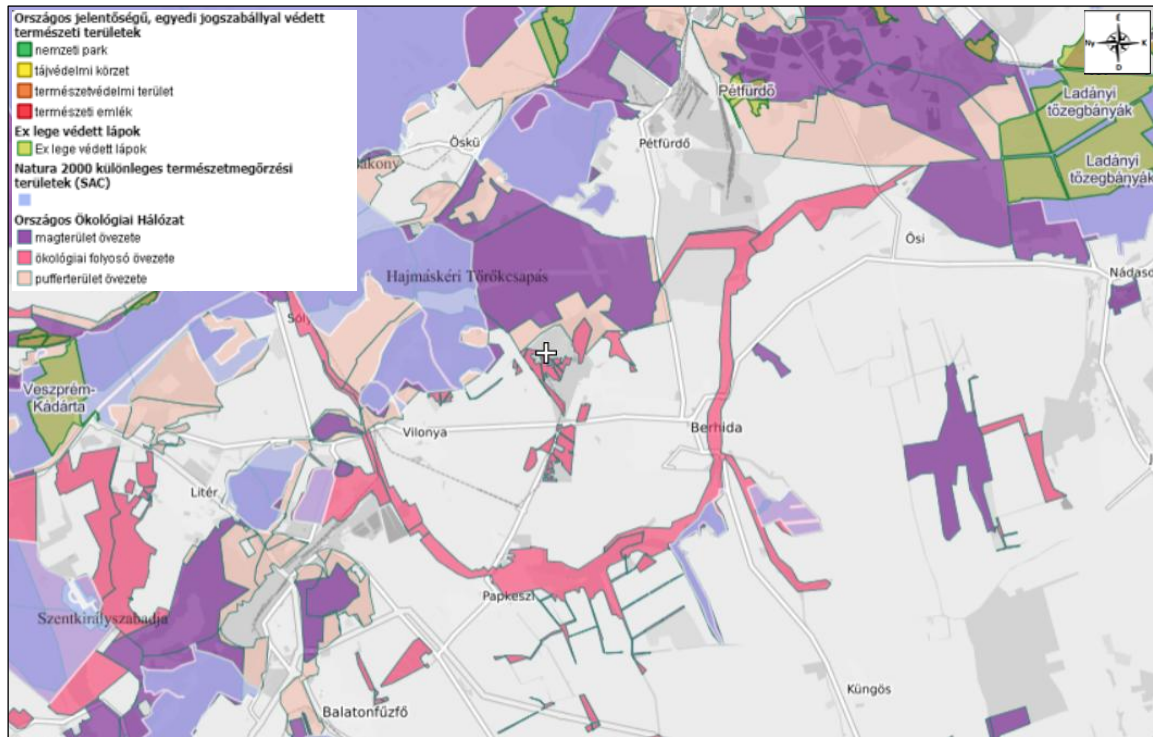 Országos jelentőségű, egyedi jogszabállyal védett
természeti területek
nemzeti park
tájvédelmi körzet
természetvédelmi terület
természeti emlék
Ex lege védett lápok
Ex lege védett lápok
Natura 2000 különleges természetmegőrzési
területek (SAC)
Országos Ökológiai Hálózat
magterület övezete
ökológiai folyosó övezete
pufferterület övezete
É
Ny K
D
Pétfürdő
Ladányi
tőzegbányák
Öskü
Pétfürdő
akony
Ladányi
tőzegbányák
Ősi
Hajmáskéri Törökcsapás
Nádasd
Sóly
Veszprém-
Kádárta
Vilonya
Berhida
Litér
Papkeszi
Szentkirályszabadja
Küngös
Balatonfűzfő